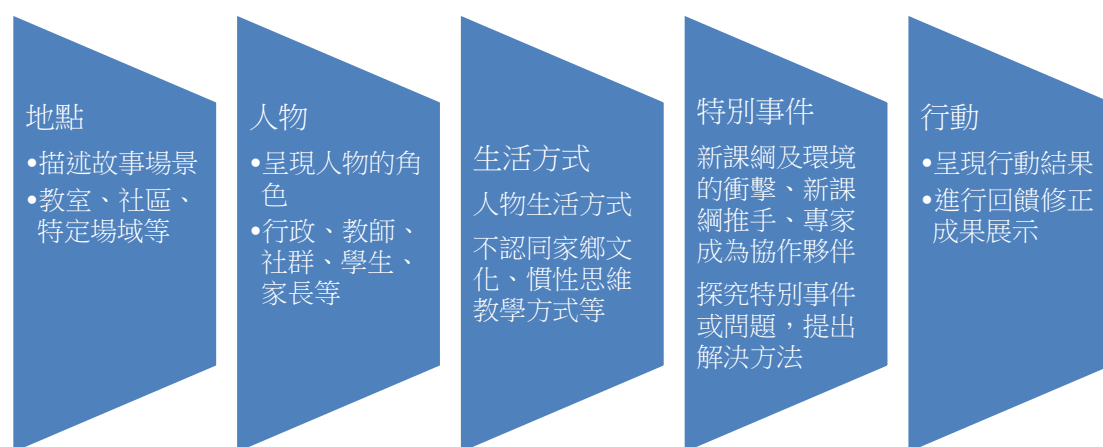 地點
•描述故事場景
•教室、社區、
特定場域等
人物
•呈現人物的角
色
•行政、教師、
社群、學生、
家長等
生活方式
人物生活方式
不認同家鄉文
化、慣性思維
教學方式等
特別事件
新課綱及環境
的衝擊、新課
綱推手、專家
成為協作夥伴
探究特別事件
或問題，提出
解決方法
行動
•呈現行動結果
•進行回饋修正
成果展示